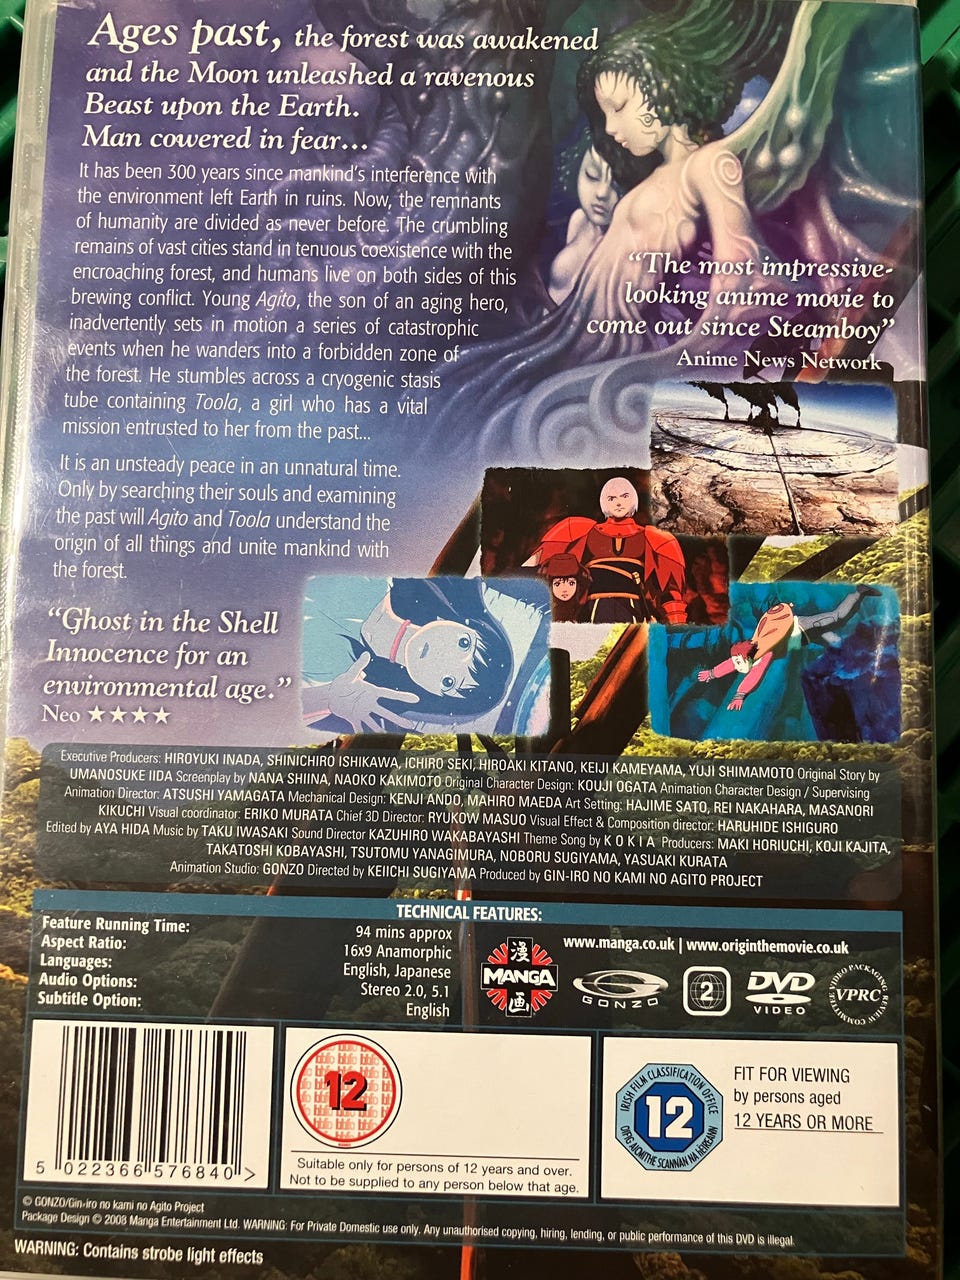 Ages past, the forest was awakened
and the Moon unleashed a ravenous
Beast upon the Earth.
Man cowered in fear...
It has been 300 years since mankind's interference with
the environment left Earth in ruins. Now, the remnants
of humanity are divided as never before. The crumbling
remains of vast cities stand in tenuous coexistence with the
encroaching forest, and humans live on both sides of this
brewing conflict. Young Agito, the son of an aging hero,
inadvertently sets in motion a series of catastrophic
events when he wanders into a forbidden zone of
the forest. He stumbles across a cryogenic stasis
tube containing Toola, a girl who has a vital
mission entrusted to her from the past...
"The most impressive-
looking anime movie to
come out since Steamboy"
Anime News Network
It is an unsteady peace in an unnatural time.
Only by searching their souls and examining
the past will Agito and Toola understand the
origin of all things and unite mankind with
the forest.
"Ghost in the Shell
Innocence for an
environmental age."
Neo ★★★★
Executive Producers: HIROYUKI INADA, SHINICHIRO ISHIKAWA, ICHIRO SEKI, HIROAKI KITANO, KEIJI KAMEYAMA, YUJI SHIMAMOTO Original Story by
UMANOSUKE IIDA Screenplay by NANA SHIINA, NAOKO KAKIMOTO Original Character Design: KOUJI OGATA Animation Character Design / Supervising
Animation Director: ATSUSHI YAMAGATA Mechanical Design: KENJI ANDO, MAHIRO MAEDA Art Setting: HAJIME SATO, REI NAKAHARA, MASANORI
KIKUCHI Visual coordinator: ERIKO MURATA Chief 3D Director: RYUKOW MASUO Visual Effect & Composition director: HARUHIDE ISHIGURO
Edited by AYA HIDA Music by TAKU IWASAKI Sound Director KAZUHIRO WAKABAYASHI Theme Song by K O K I A Producers: MAKI HORIUCHI, KOJI KAJITA,
TAKATOSHI KOBAYASHI, TSUTOMU YANAGIMURA, NOBORU SUGIYAMA, YASUAKI KURATA
Animation Studio: GONZO Directed by KEIICHI SUGIYAMA Produced by GIN-IRO NO KAMI NO AGITO PROJECT
TECHNICAL FEATURES:
Feature Running Time: 94 mins approx
Aspect Ratio: 16x9 Anamorphic
Languages: English, Japanese
Audio Options: Stereo 2.0, 5.1
Subtitle Option: English
漫
MANGA
画
www.manga.co.uk | www.originthemovie.co.uk
GONZO
2
DVD
VIDEO
VIDEO PACKAGING REVIEW COMMITTEE
VPRC
5 022366 576840 >
bbfc
12
Suitable only for persons of 12 years and over.
Not to be supplied to any person below that age.
IRISH FILM CLASSIFICATION OFFICE
12
OIFIG AICMITHE SCANNÁN NA hÉIREANN
FIT FOR VIEWING
by persons aged
12 YEARS OR MORE
© GONZO/Gin-iro no kami no Agito Project
Package Design © 2008 Manga Entertainment Ltd. WARNING: For Private Domestic use only. Any unauthorised copying, hiring, lending, or public performance of this DVD is illegal.
WARNING: Contains strobe light effects